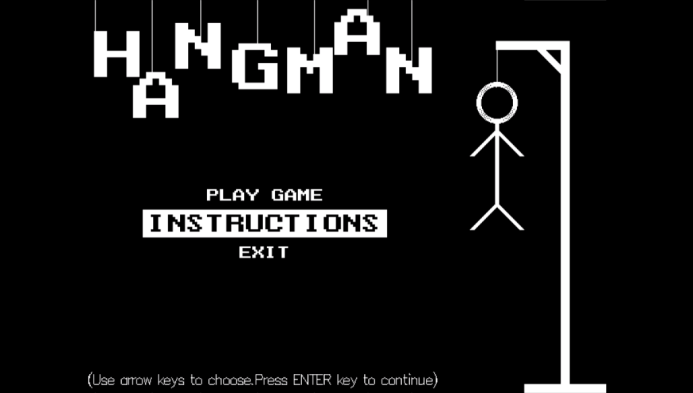 HANGMAN
PLAY GAME
INSTRUCTIONS
EXIT
(Use arrow keys to choose.Press ENTER key to continue)